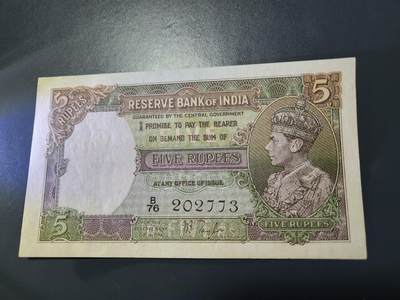 5
RUPEES
RESERVE BANK OF INDIA
5
GUARANTEED BY THE CENTRAL GOVERNMENT
I PROMISE TO PAY THE BEARER
ON DEMAND THE SUM OF
FIVE RUPEES
AT ANY OFFICE OF ISSUE.
B/76 202773
5
FIVE RUPEES